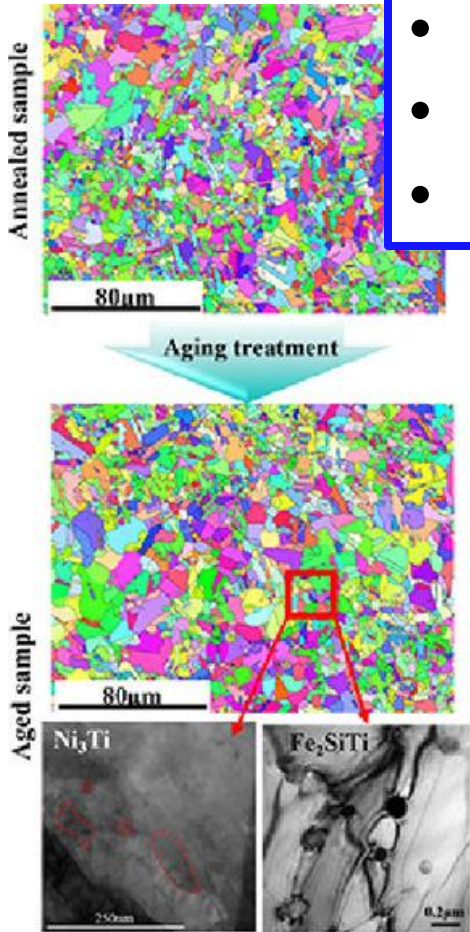 Annealed sample
80μm
Aging treatment
Aged sample
80μm
Ni₃Ti
Fe₂SiTi
250nm
0.2μm